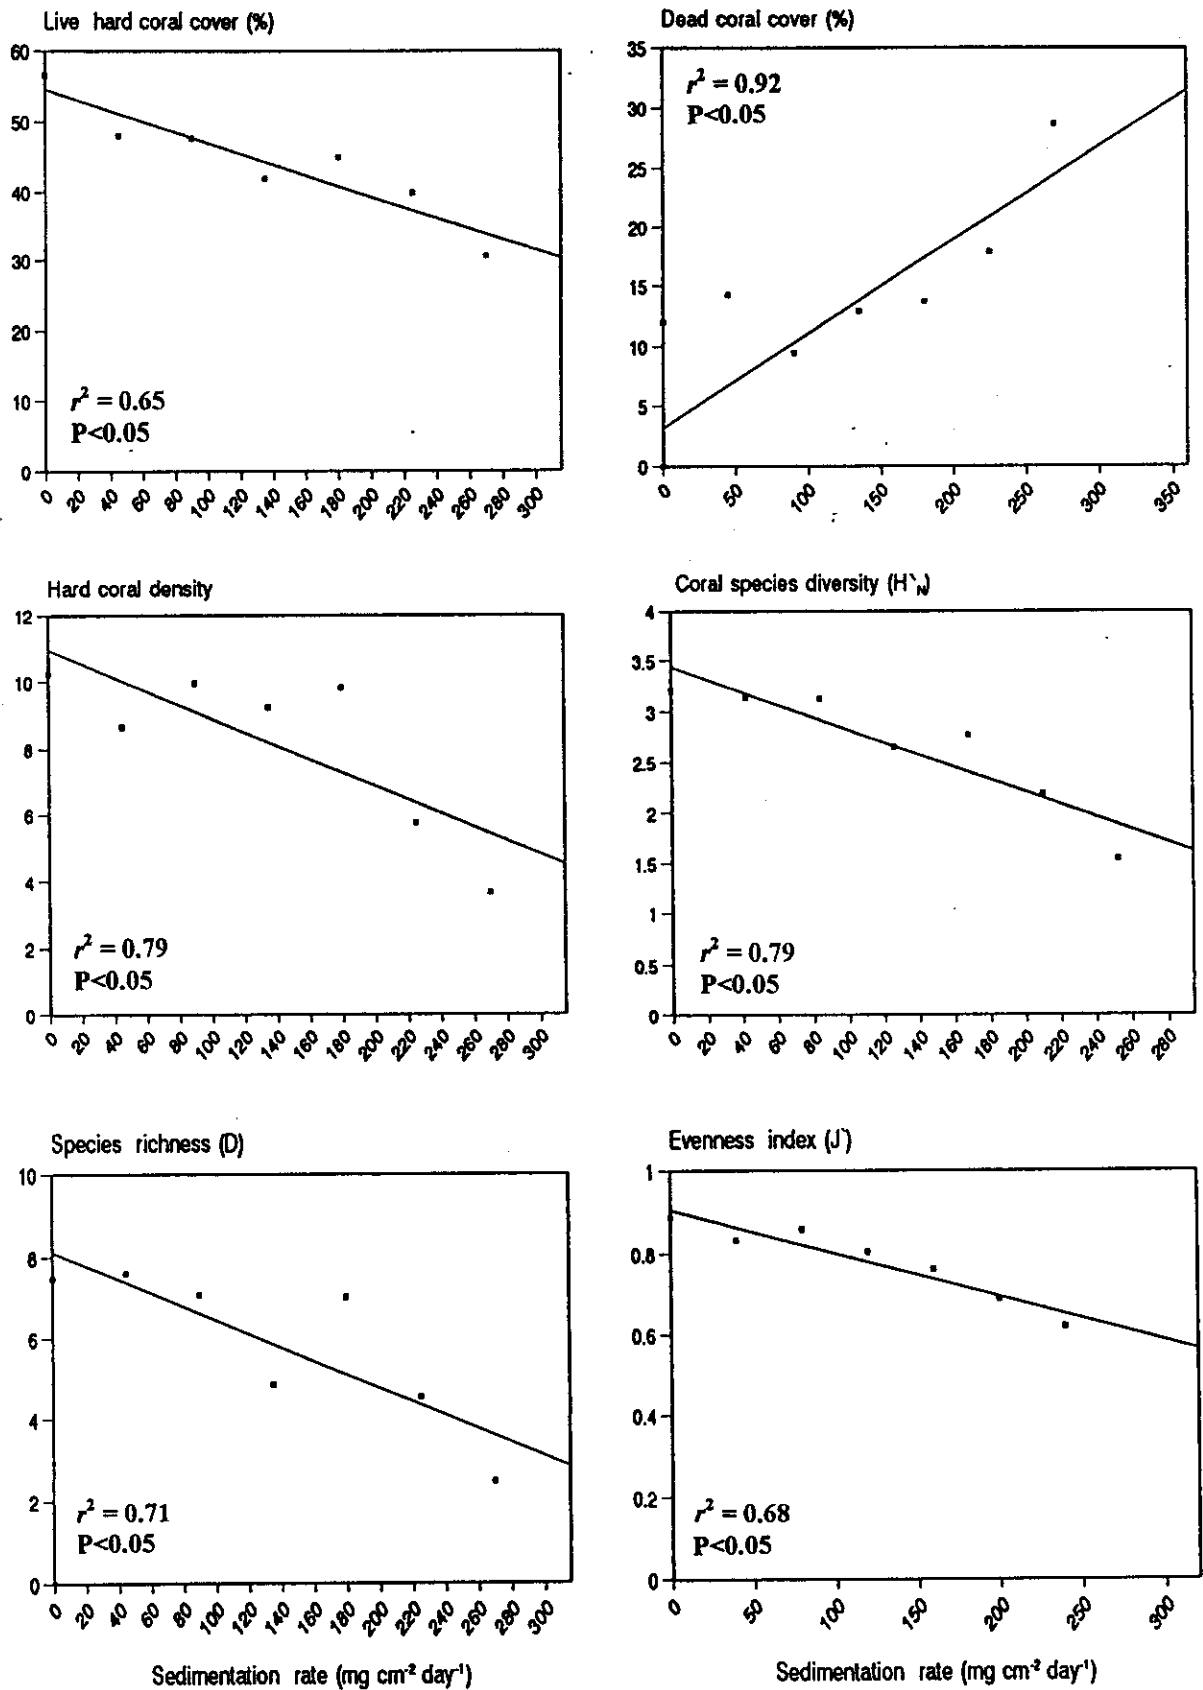 Live hard coral cover (%)
60
50
40
30
20
10
0
r² = 0.65
P<0.05
0 20 40 60 80 100 120 140 160 180 200 220 240 260 280 300
Dead coral cover (%)
35
30
25
20
15
10
5
0
r² = 0.92
P<0.05
0 50 100 150 200 250 300 350
Hard coral density
12
10
8
6
4
2
0
r² = 0.79
P<0.05
0 20 40 60 80 100 120 140 160 180 200 220 240 260 280 300
Coral species diversity (H`N)
4
3.5
3
2.5
2
1.5
1
0.5
0
r² = 0.79
P<0.05
0 20 40 60 80 100 120 140 160 180 200 220 240 260 280
Species richness (D)
10
8
6
4
2
0
r² = 0.71
P<0.05
0 20 40 60 80 100 120 140 160 180 200 220 240 260 280 300
Sedimentation rate (mg cm⁻² day⁻¹)
Evenness index (J`)
1
0.8
0.6
0.4
0.2
0
r² = 0.68
P<0.05
0 50 100 150 200 250 300
Sedimentation rate (mg cm⁻² day⁻¹)